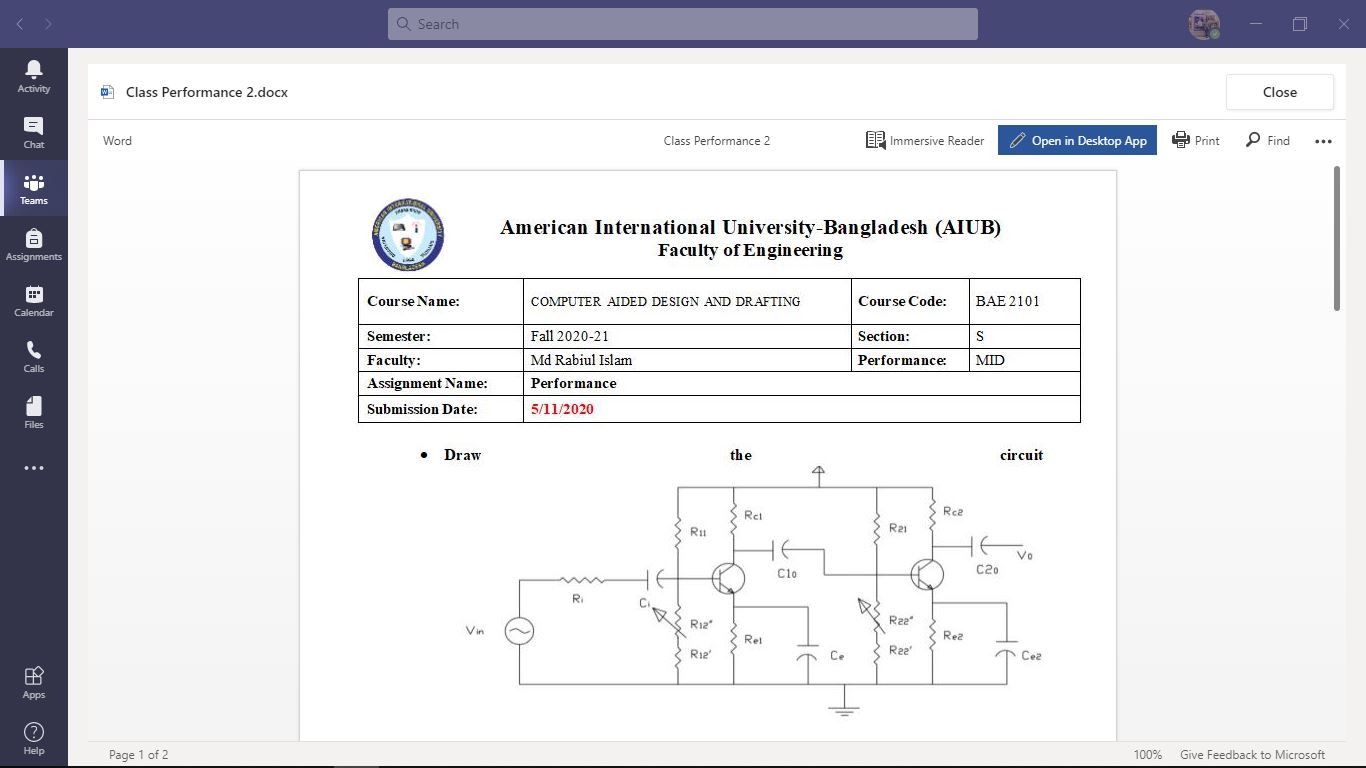 Search
Activity
Chat
Teams
Assignments
Calendar
Calls
Files
Apps
Help
Class Performance 2.docx
Close
Word
Class Performance 2
Immersive Reader
Open in Desktop App
Print
Find
American International University-Bangladesh (AIUB)
Faculty of Engineering
Course Name: COMPUTER AIDED DESIGN AND DRAFTING Course Code: BAE 2101
Semester: Fall 2020-21 Section: S
Faculty: Md Rabiul Islam Performance: MID
Assignment Name: Performance
Submission Date: 5/11/2020
• Draw the circuit
Rc1
Rc2
R11
R21
C1o
C2o
Vo
Ri
Ci
Vin
R12"
R12'
Re1
Ce
R22"
R22'
Re2
Ce2
Page 1 of 2
100%
Give Feedback to Microsoft